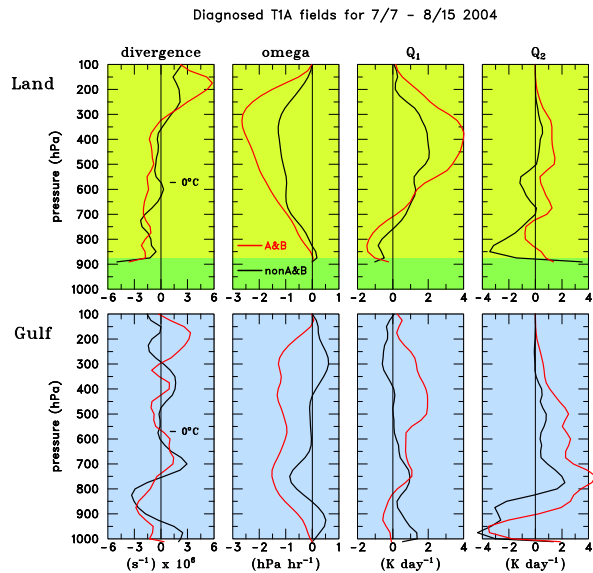 Diagnosed T1A fields for 7/7 - 8/15 2004
divergence omega Q₁ Q₂
Land
100
200
300
400
500
600
700
800
900
1000
pressure (hPa)
- 0°C
A&B
nonA&B
-6 -3 0 3 6 -3 -2 -1 0 1 -2 0 2 4 -4 -2 0 2 4
Gulf
100
200
300
400
500
600
700
800
900
1000
pressure (hPa)
- 0°C
-6 -3 0 3 6 -3 -2 -1 0 1 -2 0 2 4 -4 -2 0 2 4
(s⁻¹) x 10⁶ (hPa hr⁻¹) (K day⁻¹) (K day⁻¹)